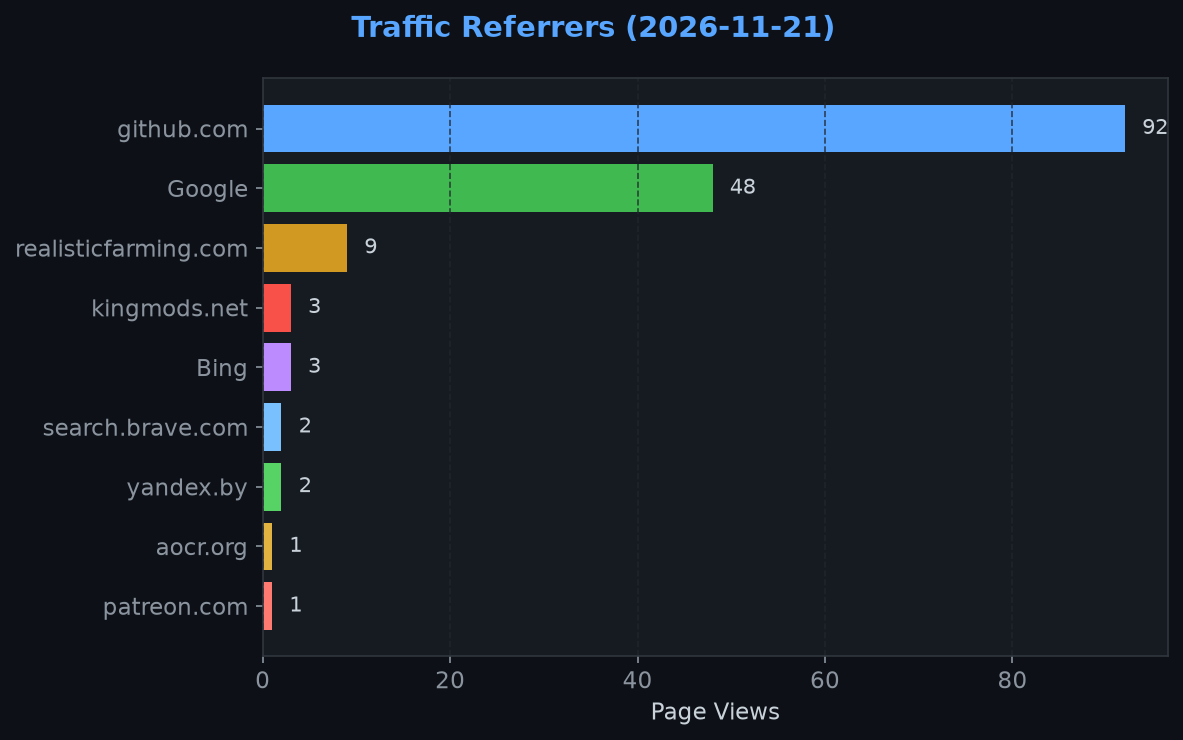 Traffic Referrers (2026-11-21)
github.com 92
Google 48
realisticfarming.com 9
kingmods.net 3
Bing 3
search.brave.com 2
yandex.by 2
aocr.org 1
patreon.com 1
0 20 40 60 80
Page Views